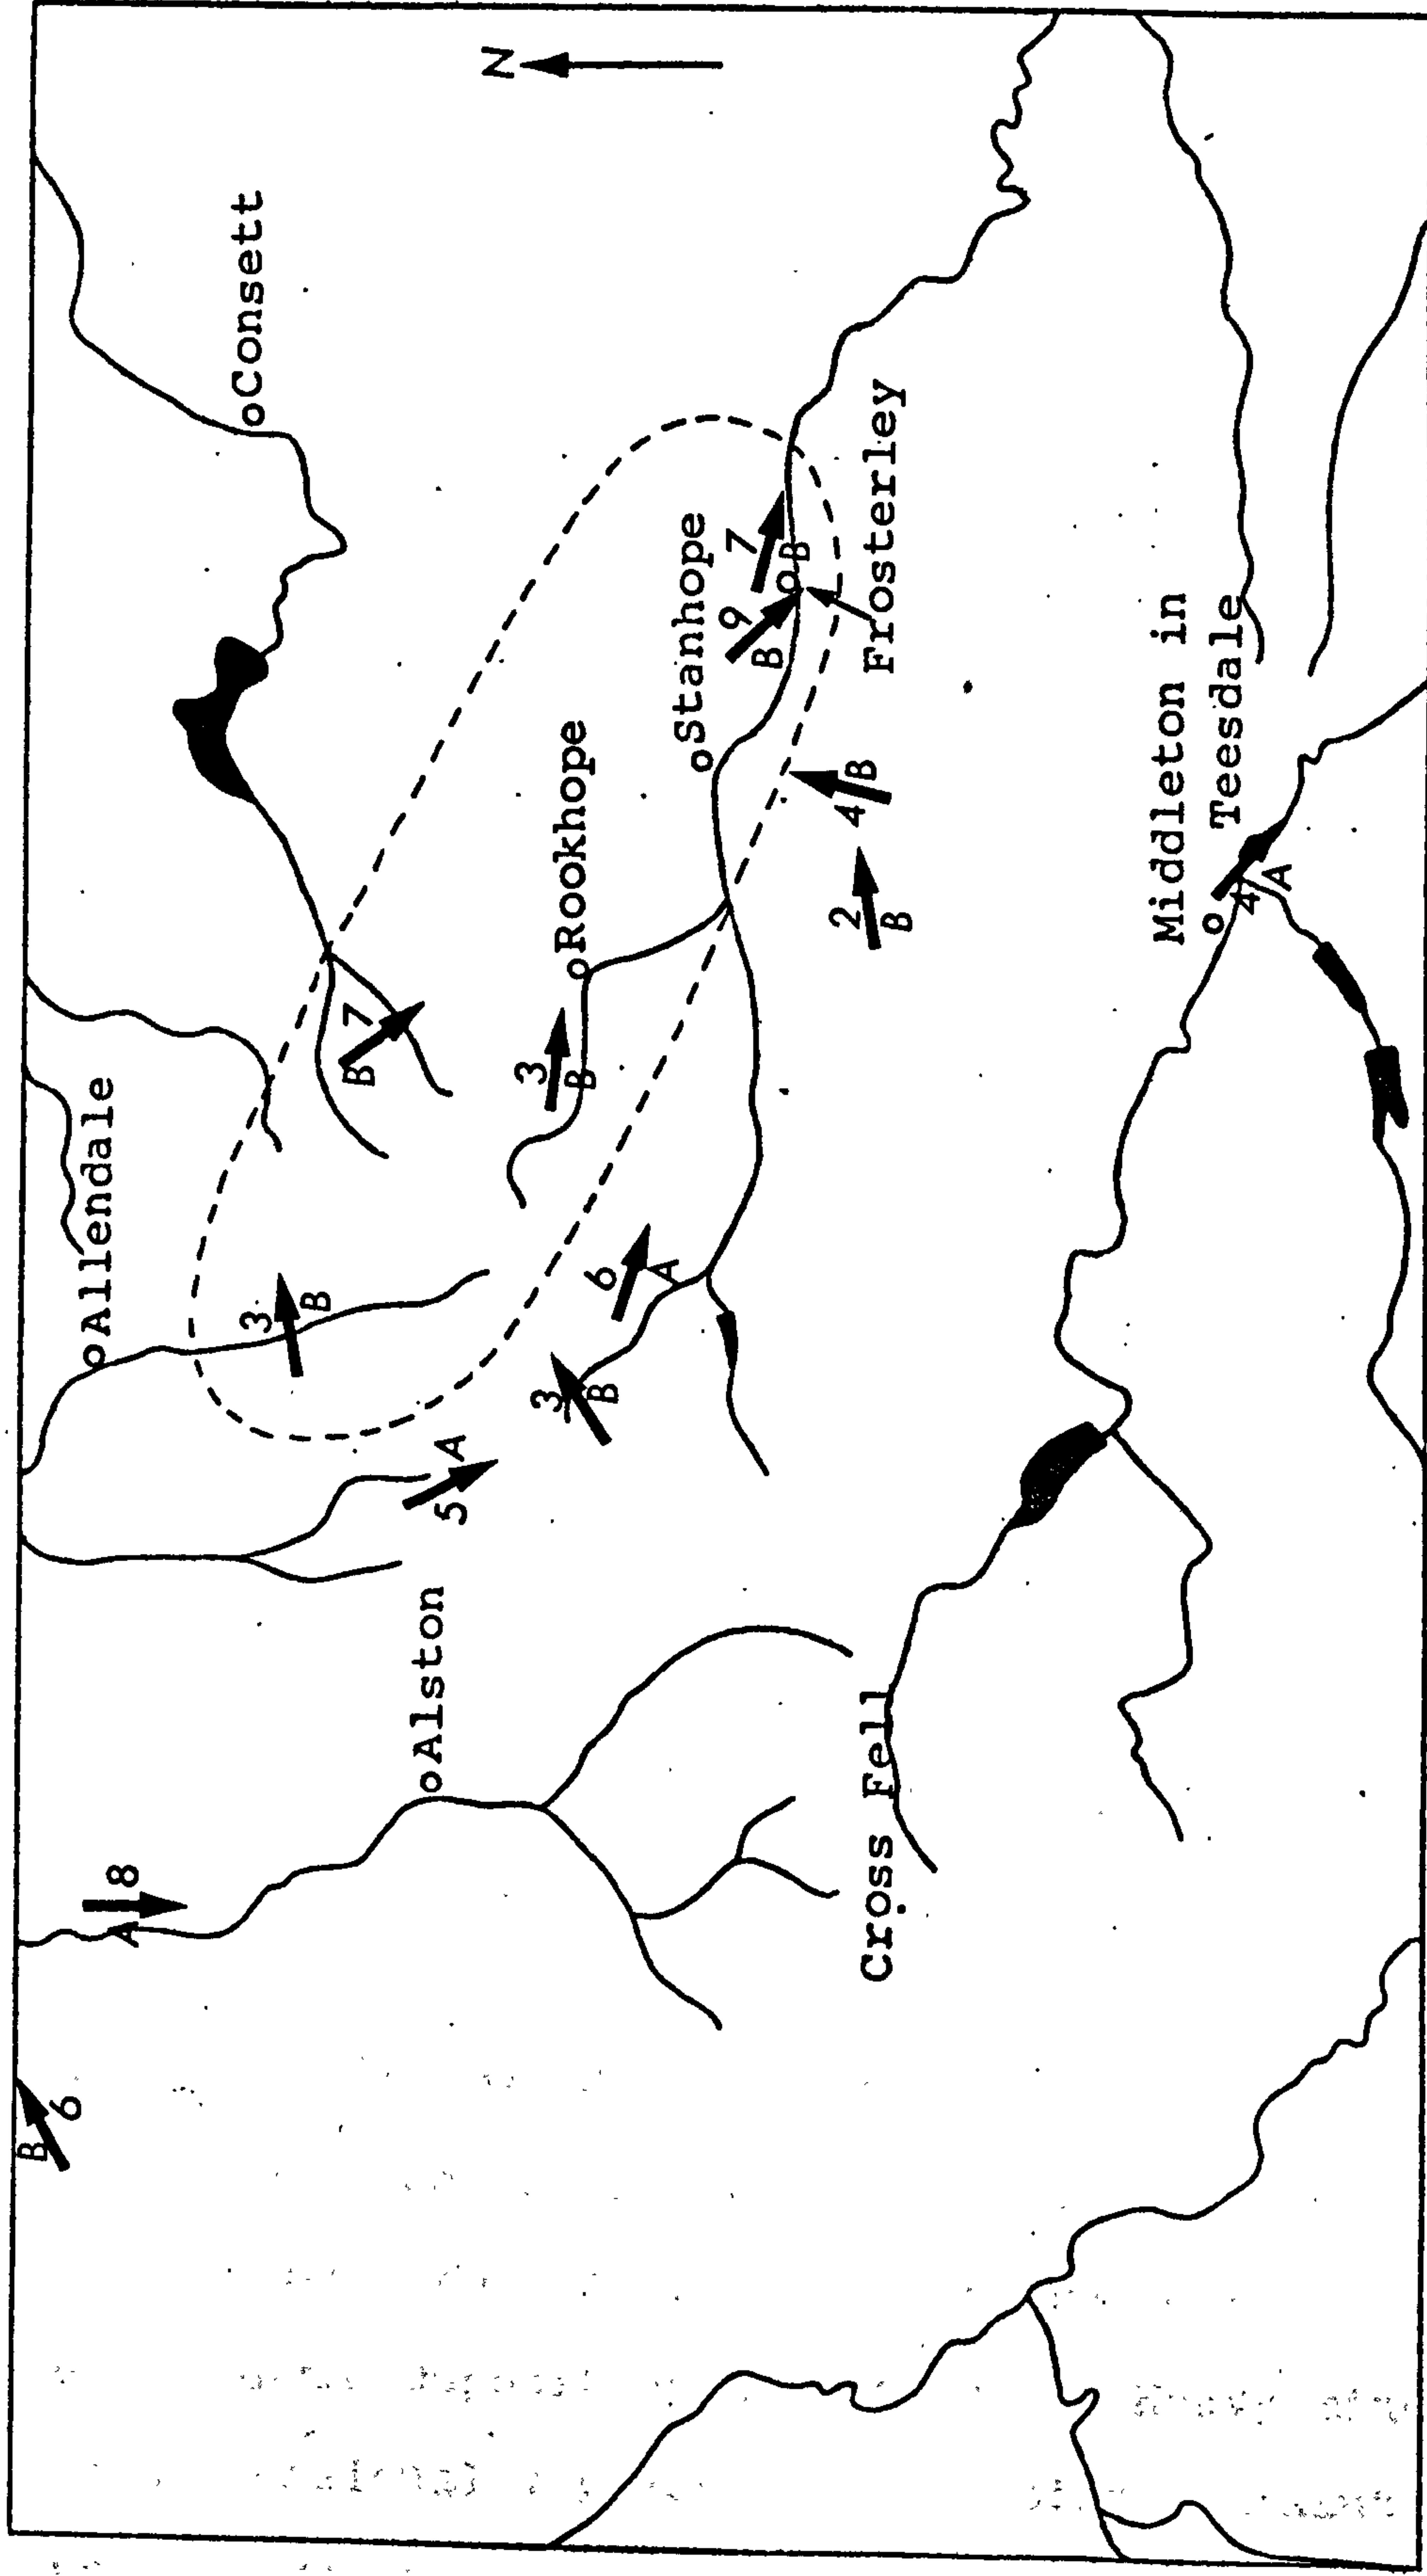 B
6
Allendale
A 8
Consett
3
B
B 7
Alston
5 A
N
3
B
3
B
Rookhope
6
A
Stanhope
9
B
7
B
2
B
4 B
Cross Fell
Frosterley
Middleton in
Teesdale
4 A